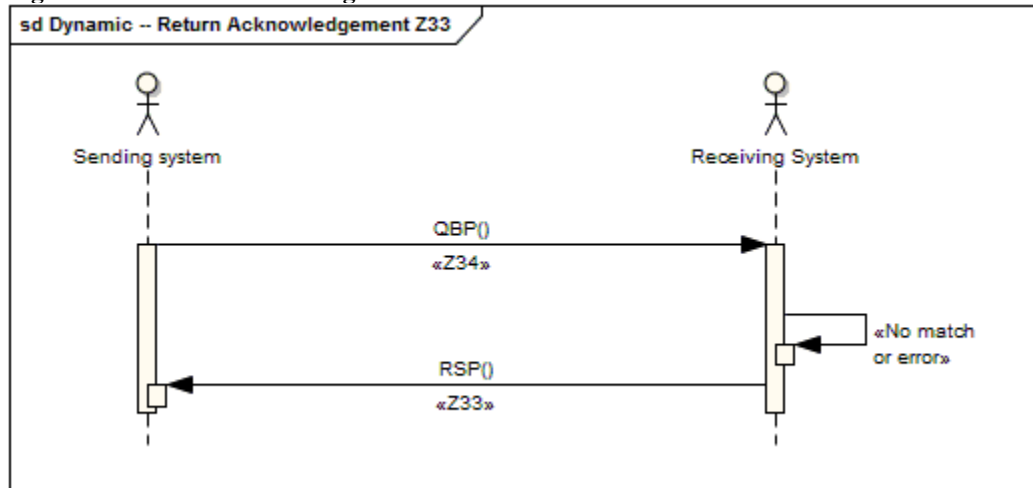 sd Dynamic -- Return Acknowledgement Z33
Sending system
Receiving System
QBP()
«Z34»
«No match
or error»
RSP()
«Z33»